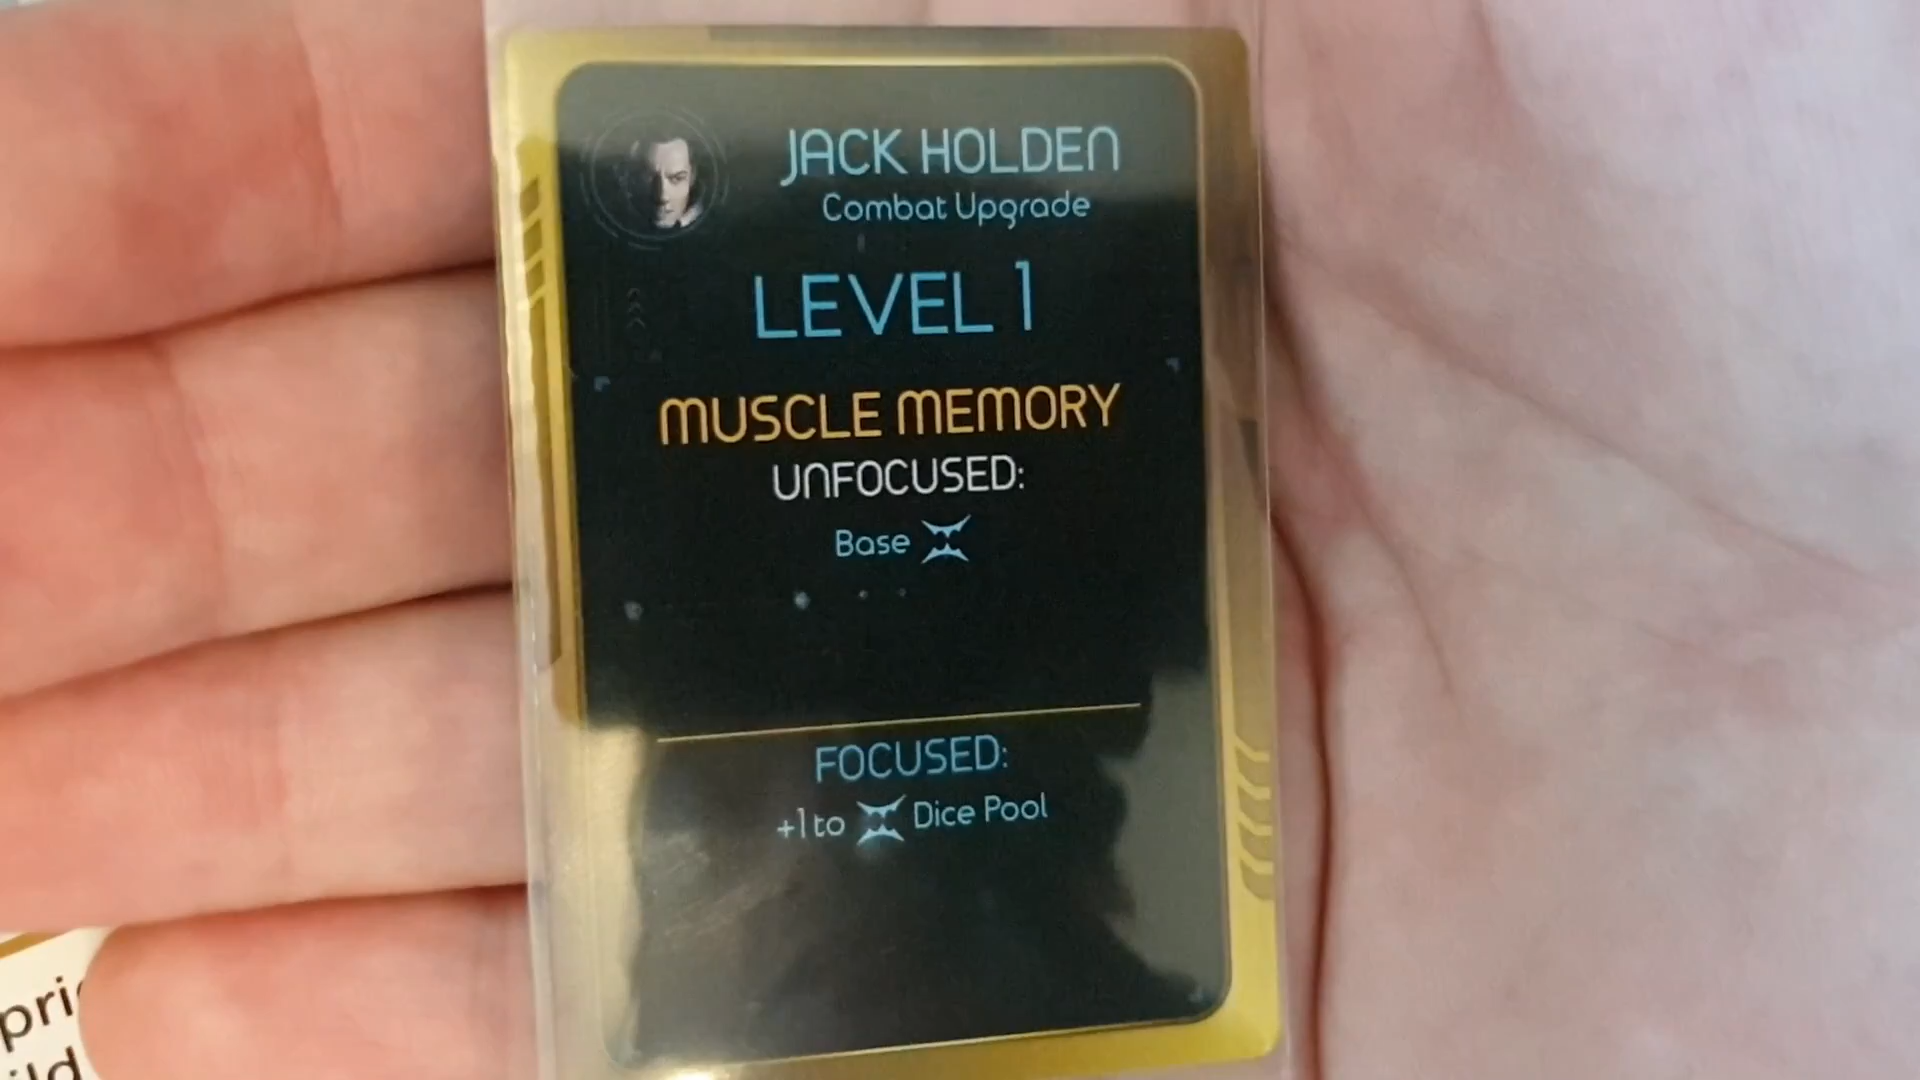 JACK HOLDEN
Combat Upgrade
LEVEL 1
MUSCLE MEMORY
UNFOCUSED:
Base
FOCUSED:
+1 to Dice Pool